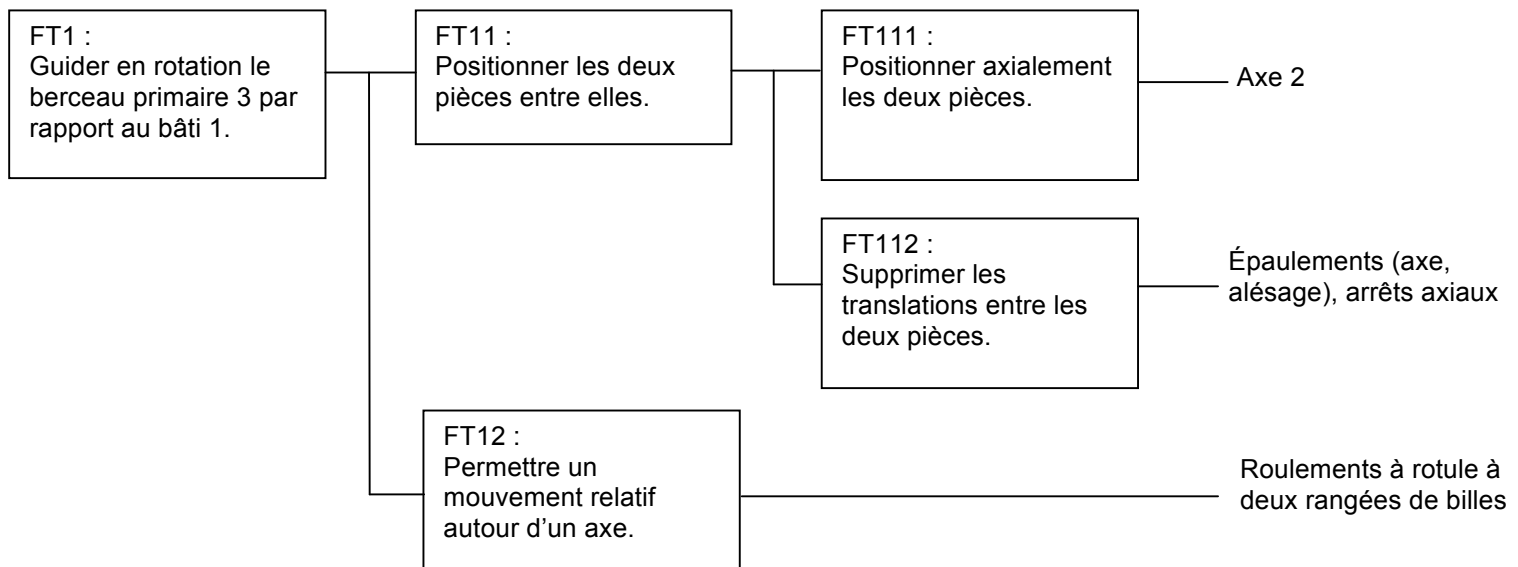 FT1 :
Guider en rotation le
berceau primaire 3 par
rapport au bâti 1.
FT11 :
Positionner les deux
pièces entre elles.
FT111 :
Positionner axialement
les deux pièces.
Axe 2
FT112 :
Supprimer les
translations entre les
deux pièces.
Épaulements (axe,
alésage), arrêts axiaux
FT12 :
Permettre un
mouvement relatif
autour d’un axe.
Roulements à rotule à
deux rangées de billes